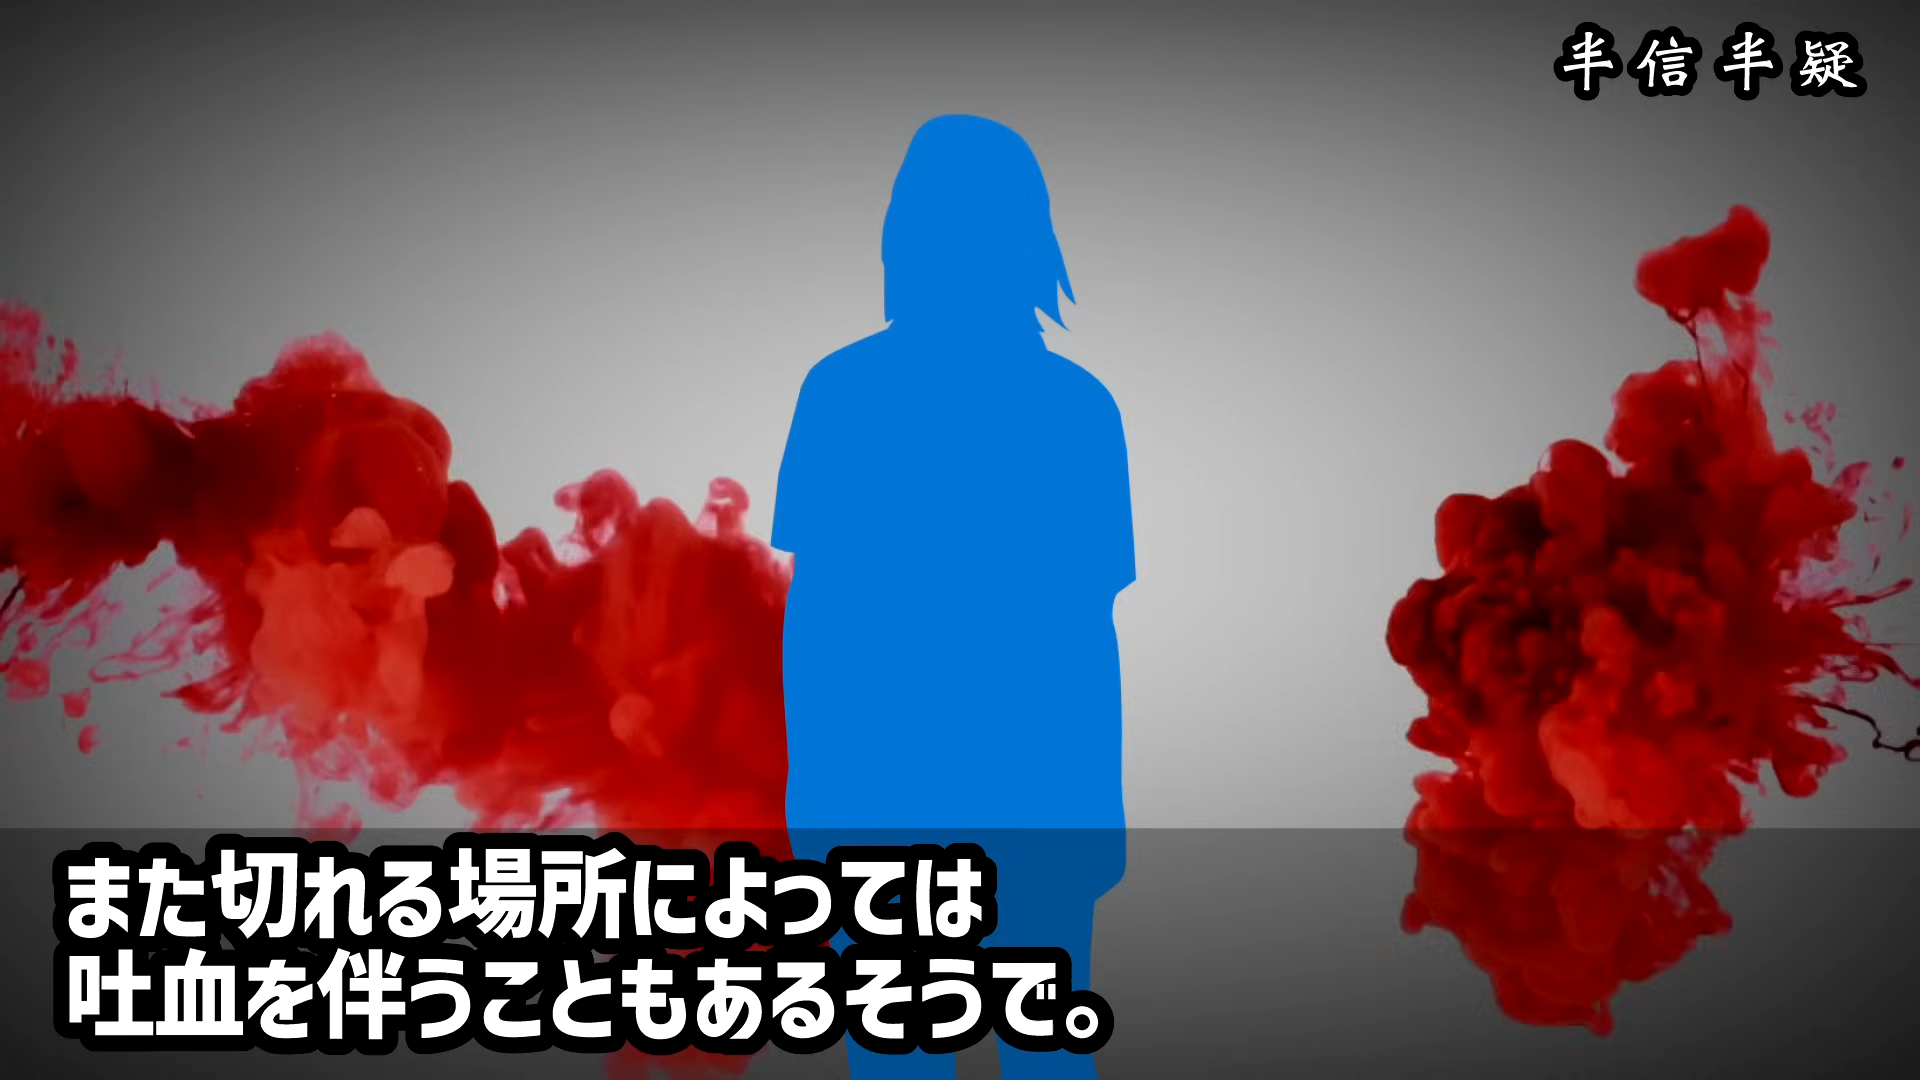 半信半疑
また切れる場所によっては
吐血を伴うこともあるそうで。